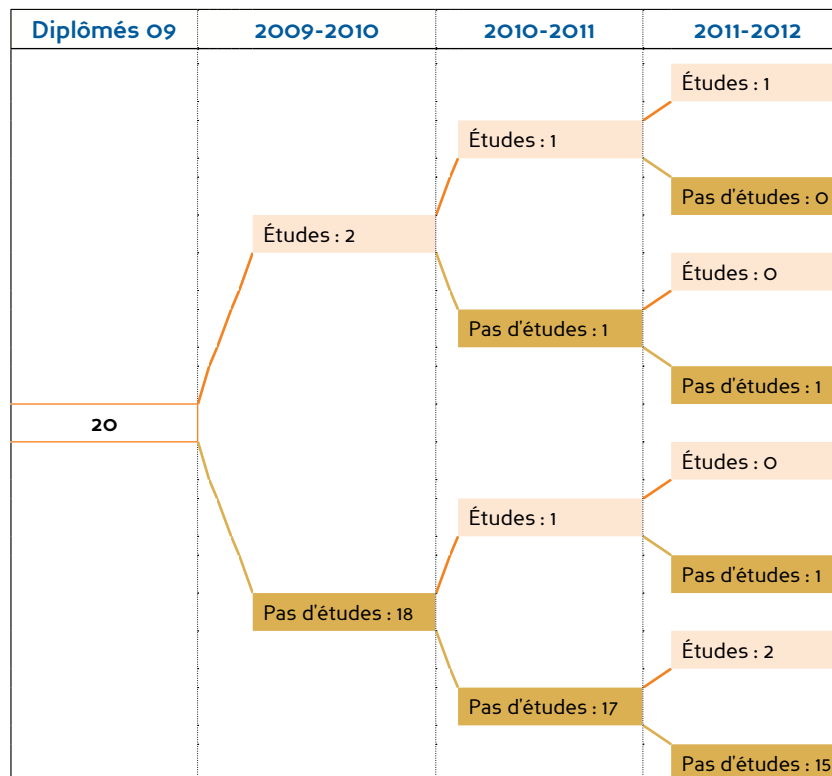 Diplômés 09 2009-2010 2010-2011 2011-2012
Études : 1
Études : 1
Pas d'études : 0
Études : 2
Études : 0
Pas d'études : 1
Pas d'études : 1
20
Études : 0
Études : 1
Pas d'études : 1
Pas d'études : 18
Études : 2
Pas d'études : 17
Pas d'études : 15